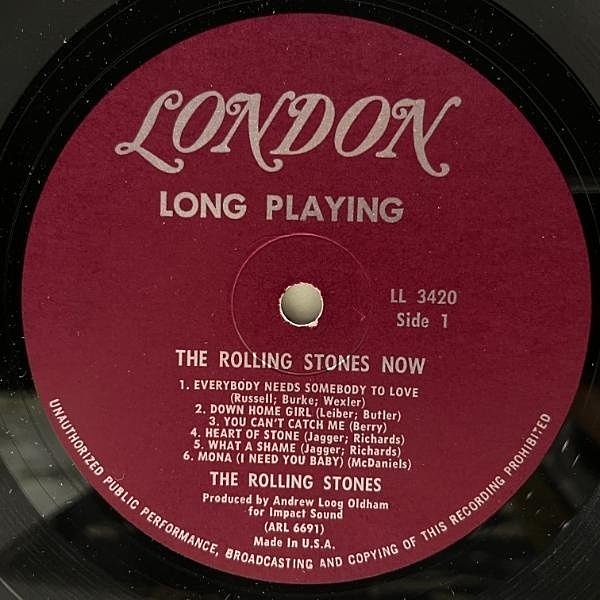 LONDON
LONG PLAYING
LL 3420
Side 1
THE ROLLING STONES NOW
1. EVERYBODY NEEDS SOMEBODY TO LOVE
(Russell; Burke; Wexler)
2. DOWN HOME GIRL (Leiber; Butler)
3. YOU CAN'T CATCH ME (Berry)
4. HEART OF STONE (Jagger; Richards)
5. WHAT A SHAME (Jagger; Richards)
6. MONA (I NEED YOU BABY) (McDaniels)
THE ROLLING STONES
Produced by Andrew Loog Oldham
for Impact Sound
(ARL 6691)
Made In U.S.A.
UNAUTHORIZED PUBLIC PERFORMANCE, BROADCASTING AND COPYING OF THIS RECORDING PROHIBITED